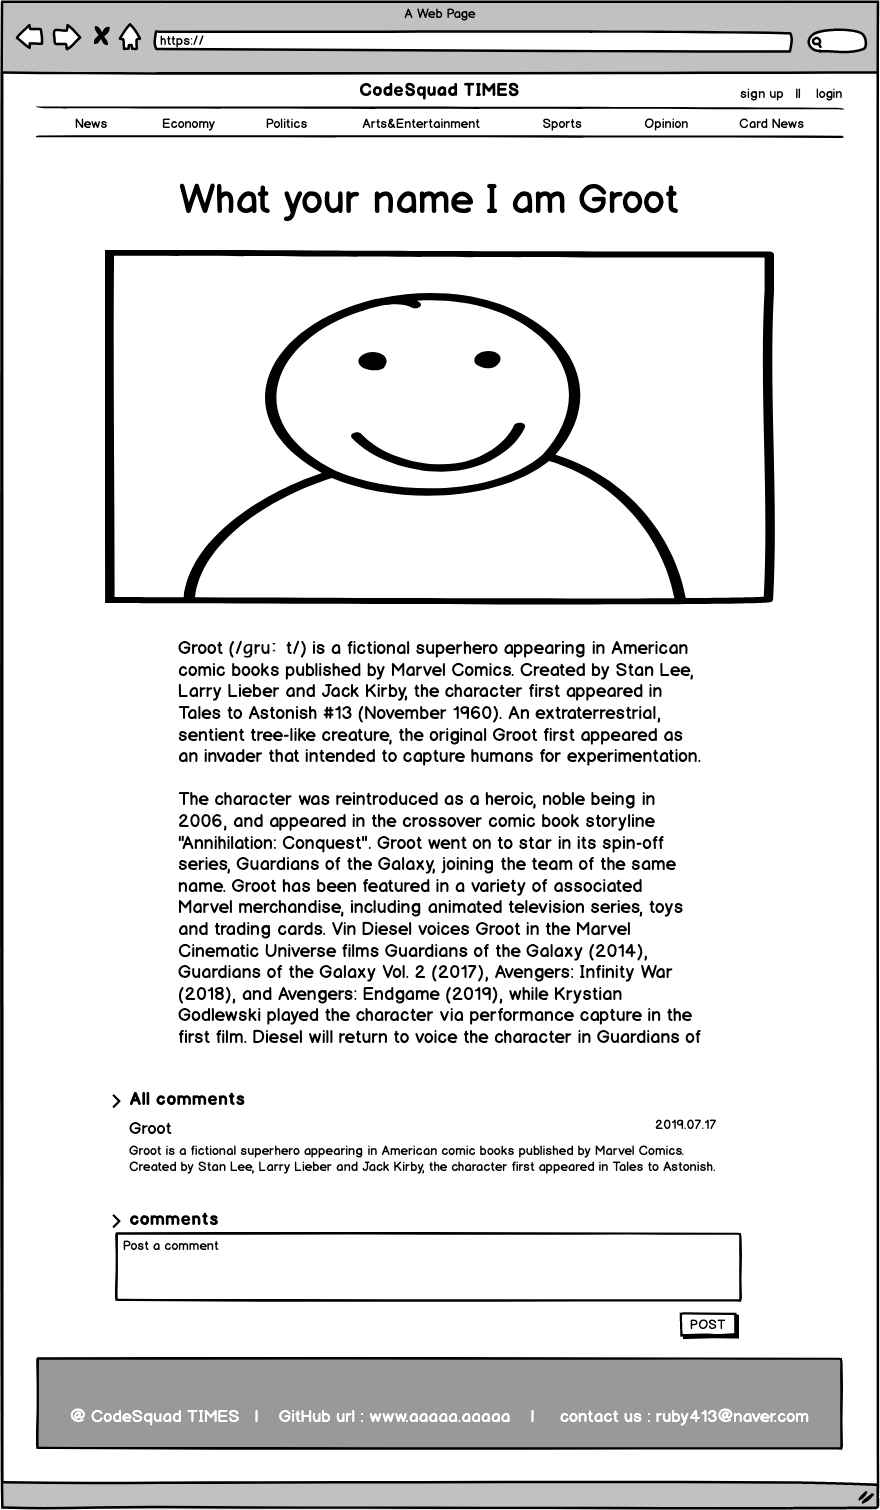 A Web Page
https://
CodeSquad TIMES
sign up || login
News Economy Politics Arts&Entertainment Sports Opinion Card News
What your name I am Groot
Groot (/ɡruː t/) is a fictional superhero appearing in American
comic books published by Marvel Comics. Created by Stan Lee,
Larry Lieber and Jack Kirby, the character first appeared in
Tales to Astonish #13 (November 1960). An extraterrestrial,
sentient tree-like creature, the original Groot first appeared as
an invader that intended to capture humans for experimentation.
The character was reintroduced as a heroic, noble being in
2006, and appeared in the crossover comic book storyline
"Annihilation: Conquest". Groot went on to star in its spin-off
series, Guardians of the Galaxy, joining the team of the same
name. Groot has been featured in a variety of associated
Marvel merchandise, including animated television series, toys
and trading cards. Vin Diesel voices Groot in the Marvel
Cinematic Universe films Guardians of the Galaxy (2014),
Guardians of the Galaxy Vol. 2 (2017), Avengers: Infinity War
(2018), and Avengers: Endgame (2019), while Krystian
Godlewski played the character via performance capture in the
first film. Diesel will return to voice the character in Guardians of
All comments
Groot 2019.07.17
Groot is a fictional superhero appearing in American comic books published by Marvel Comics.
Created by Stan Lee, Larry Lieber and Jack Kirby, the character first appeared in Tales to Astonish.
comments
Post a comment
POST
@ CodeSquad TIMES | GitHub url : www.aaaaa.aaaaa | contact us : ruby413@naver.com